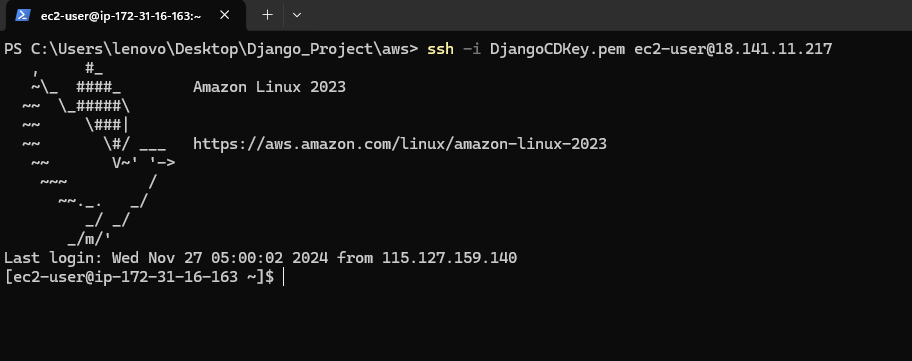 ec2-user@ip-172-31-16-163:~
PS C:\Users\lenovo\Desktop\Django_Project\aws> ssh -i DjangoCDKey.pem ec2-user@18.141.11.217
   ,     #_
   ~\_  ####_        Amazon Linux 2023
  ~~  \_#####\
  ~~     \###|
  ~~       \#/ ___   https://aws.amazon.com/linux/amazon-linux-2023
   ~~       V~' '->
    ~~~         /
      ~~._.   _/
         _/ _/
       _/m/'
Last login: Wed Nov 27 05:00:02 2024 from 115.127.159.140
[ec2-user@ip-172-31-16-163 ~]$